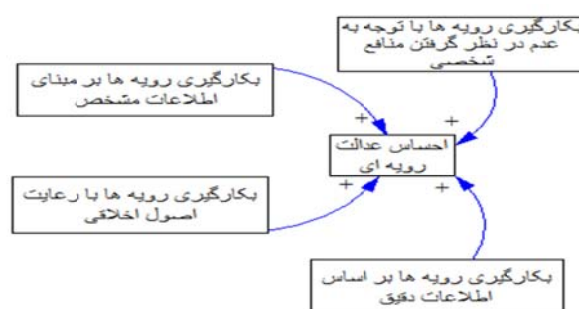 بکارگیری رویه ها با توجه به
عدم در نظر گرفتن منافع
شخصی
بکارگیری رویه ها بر مبنای
اطلاعات مشخص
+
+
احساس عدالت
رویه ای
+
+
بکارگیری رویه ها با رعایت
اصول اخلاقی
بکارگیری رویه ها بر اساس
اطلاعات دقیق